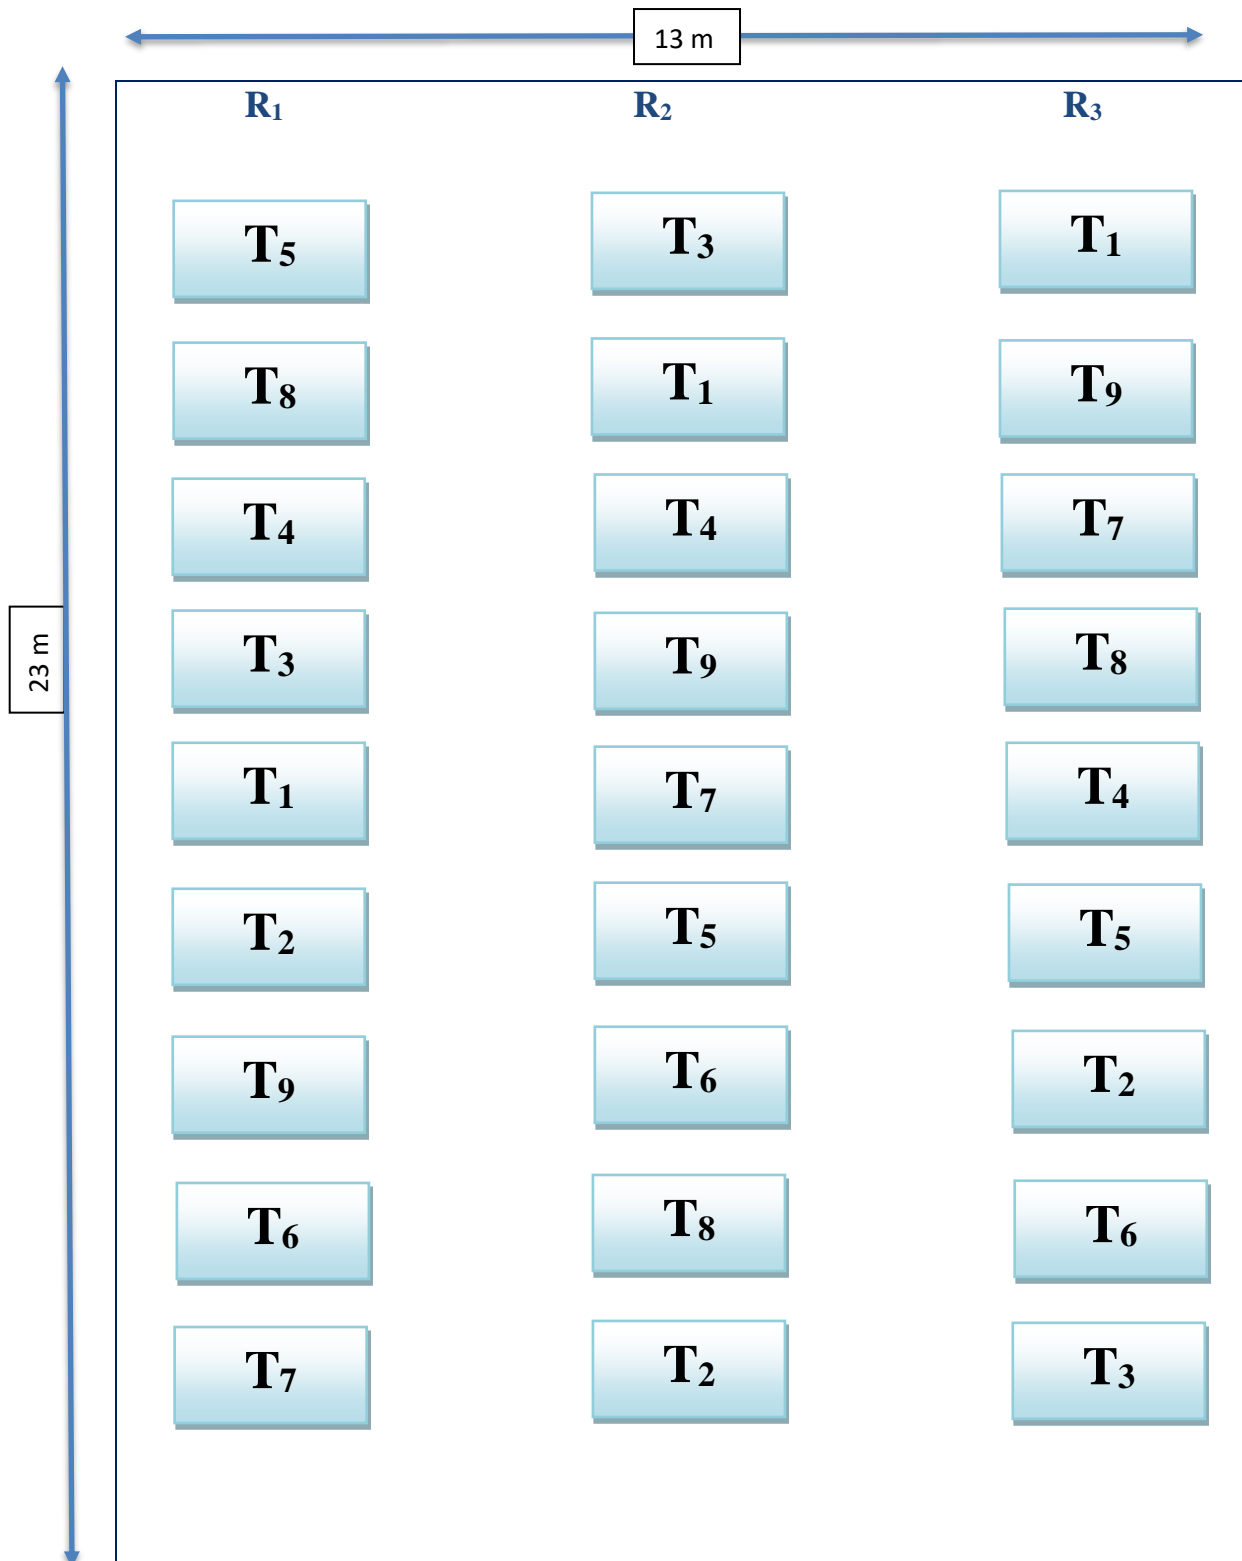 13 m
R₁ R₂ R₃
T₅ T₃ T₁
T₈ T₁ T₉
T₄ T₄ T₇
T₃ T₉ T₈
23 m
T₁ T₇ T₄
T₂ T₅ T₅
T₉ T₆ T₂
T₆ T₈ T₆
T₇ T₂ T₃